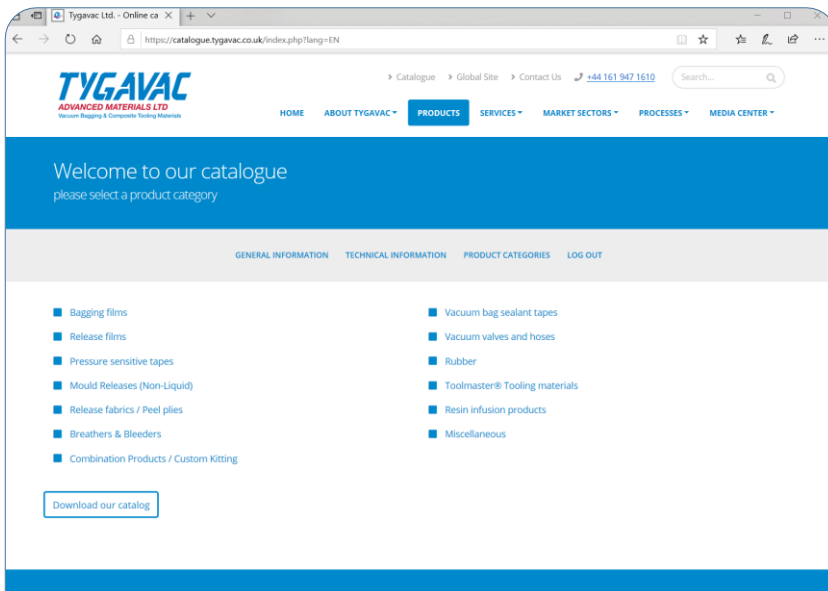 Tygavac Ltd. - Online ca
https://catalogue.tygavac.co.uk/index.php?lang=EN
Catalogue Global Site Contact Us +44 161 947 1610 Search...
TYGAVAC
ADVANCED MATERIALS LTD
Vacuum Bagging & Composite Tooling Materials
HOME ABOUT TYGAVAC PRODUCTS SERVICES MARKET SECTORS PROCESSES MEDIA CENTER
Welcome to our catalogue
please select a product category
GENERAL INFORMATION TECHNICAL INFORMATION PRODUCT CATEGORIES LOG OUT
Bagging films
Release films
Pressure sensitive tapes
Mould Releases (Non-Liquid)
Release fabrics / Peel plies
Breathers & Bleeders
Combination Products / Custom Kitting
Vacuum bag sealant tapes
Vacuum valves and hoses
Rubber
Toolmaster® Tooling materials
Resin infusion products
Miscellaneous
Download our catalog